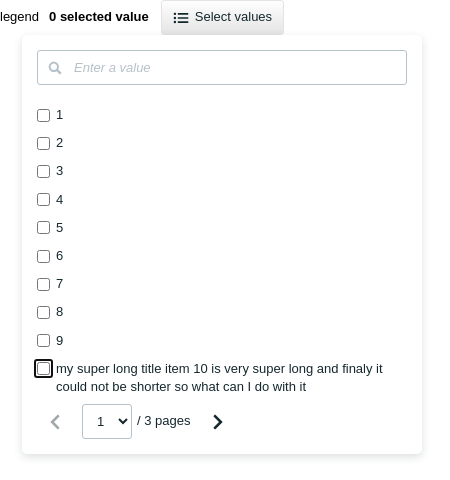 legend 0 selected value Select values
Enter a value
1
2
3
4
5
6
7
8
9
my super long title item 10 is very super long and finaly it
could not be shorter so what can I do with it
1 / 3 pages